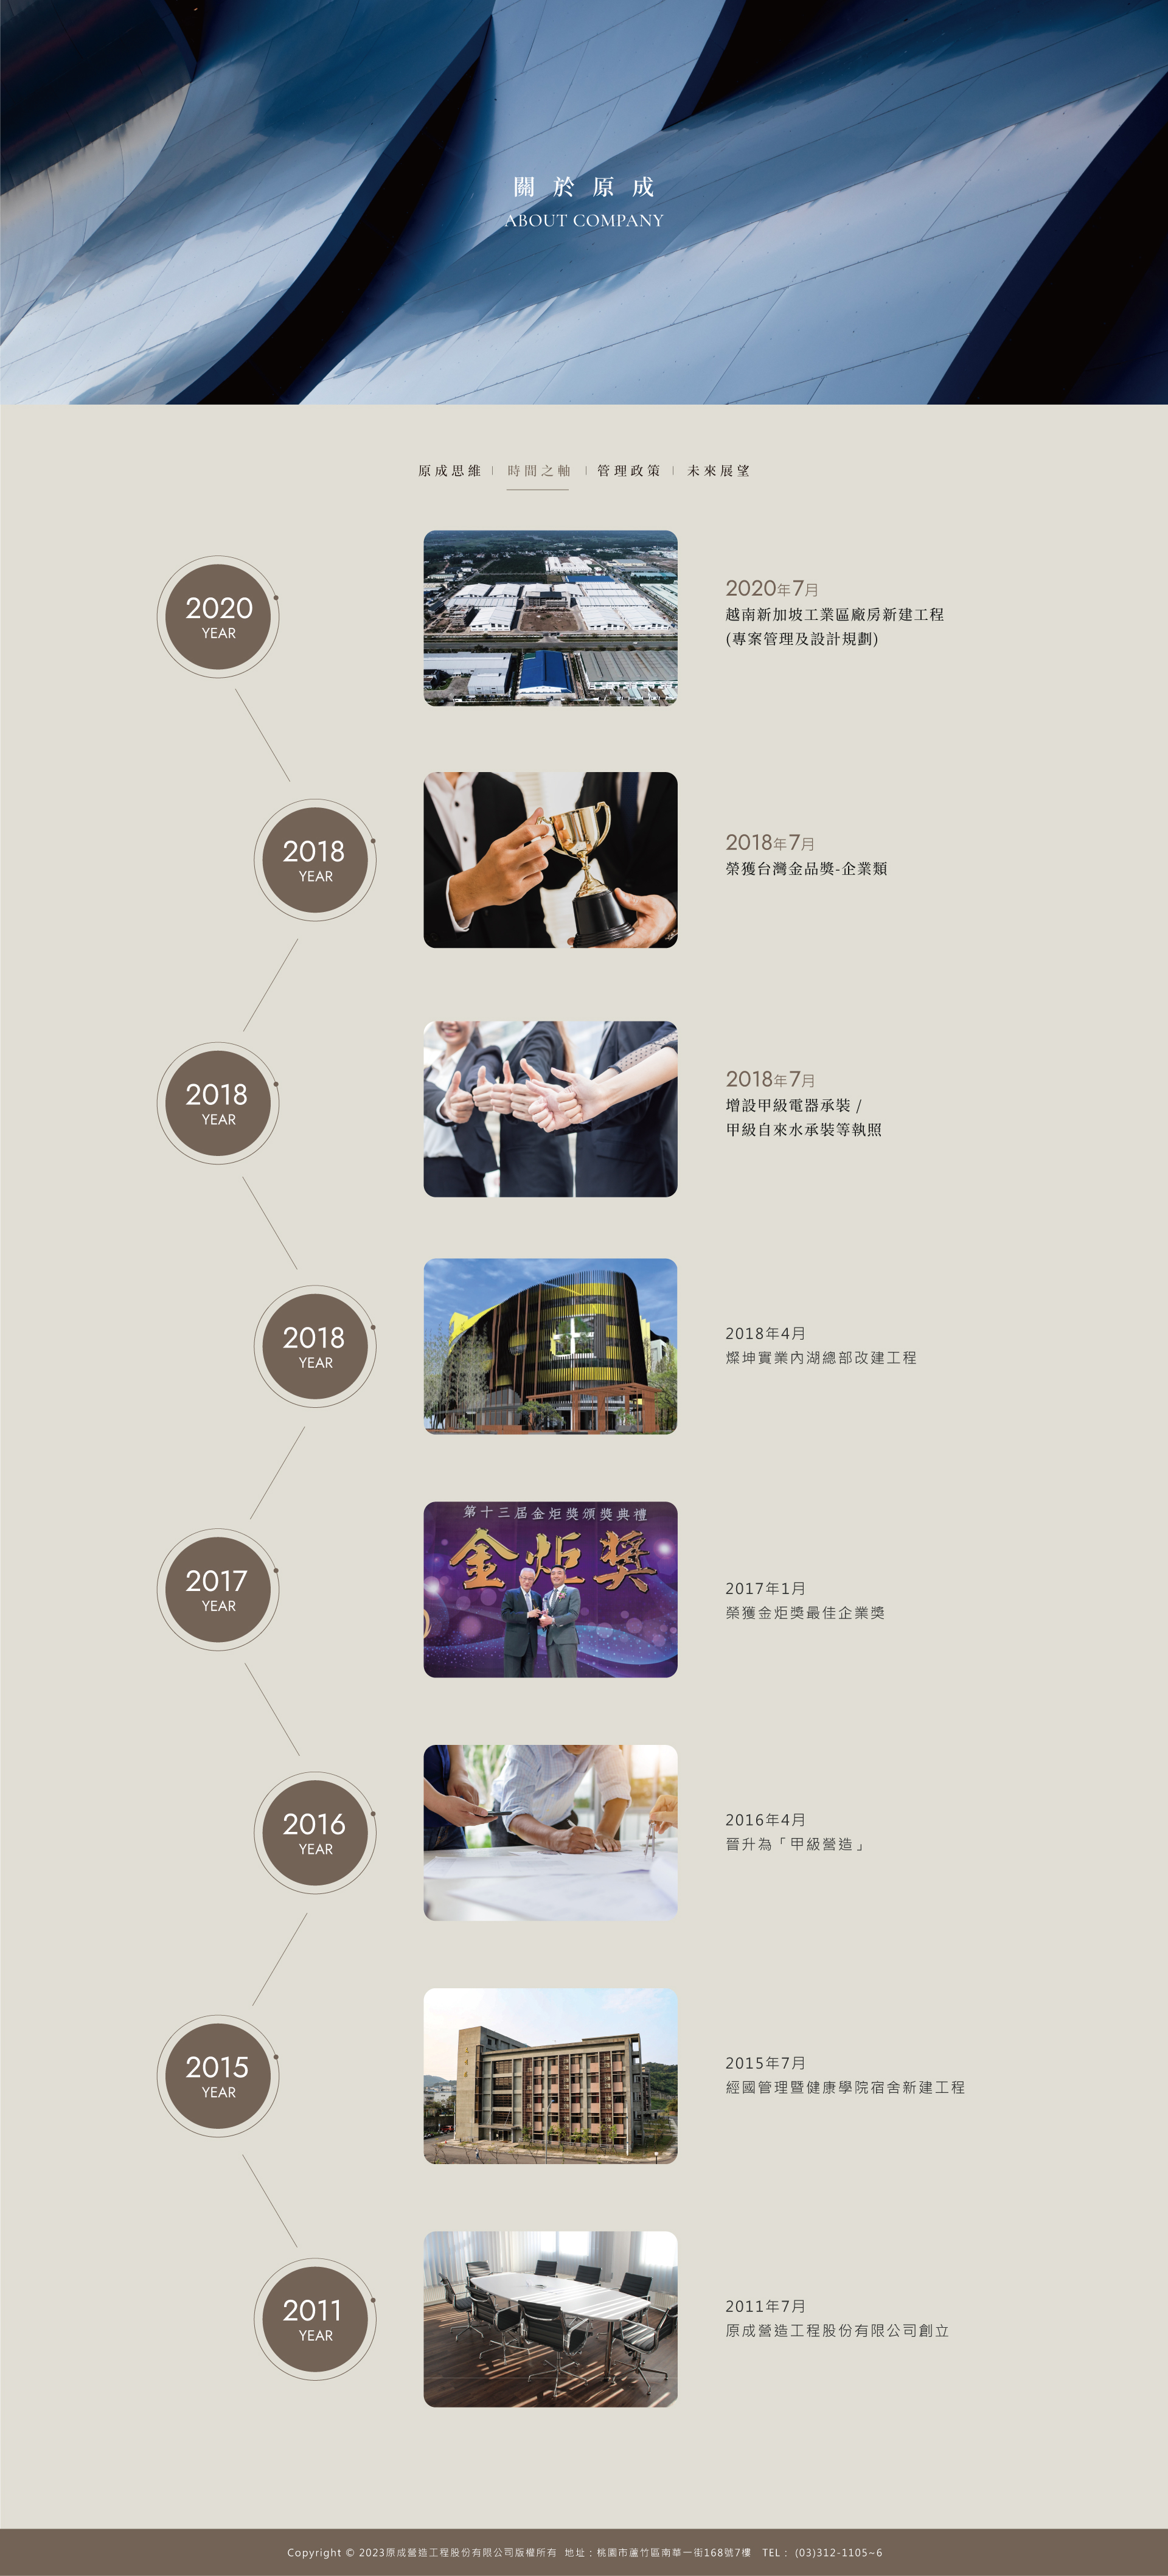 關於原成
ABOUT COMPANY
原成思維 | 時間之軸 | 管理政策 | 未來展望
2020
YEAR
2020年7月
越南新加坡工業區廠房新建工程
(專案管理及設計規劃)
2018
YEAR
2018年7月
榮獲台灣金品獎-企業類
2018
YEAR
2018年7月
增設甲級電器承裝 /
甲級自來水承裝等執照
2018
YEAR
2018年4月
燦坤實業內湖總部改建工程
2017
YEAR
第十三屆金炬獎頒獎典禮
金炬獎
2017年1月
榮獲金炬獎最佳企業獎
2016
YEAR
2016年4月
晉升為「甲級營造」
2015
YEAR
2015年7月
經國管理暨健康學院宿舍新建工程
2011
YEAR
2011年7月
原成營造工程股份有限公司創立
Copyright © 2023原成營造工程股份有限公司版權所有 地址：桃園市蘆竹區南華一街168號7樓 TEL： (03)312-1105~6